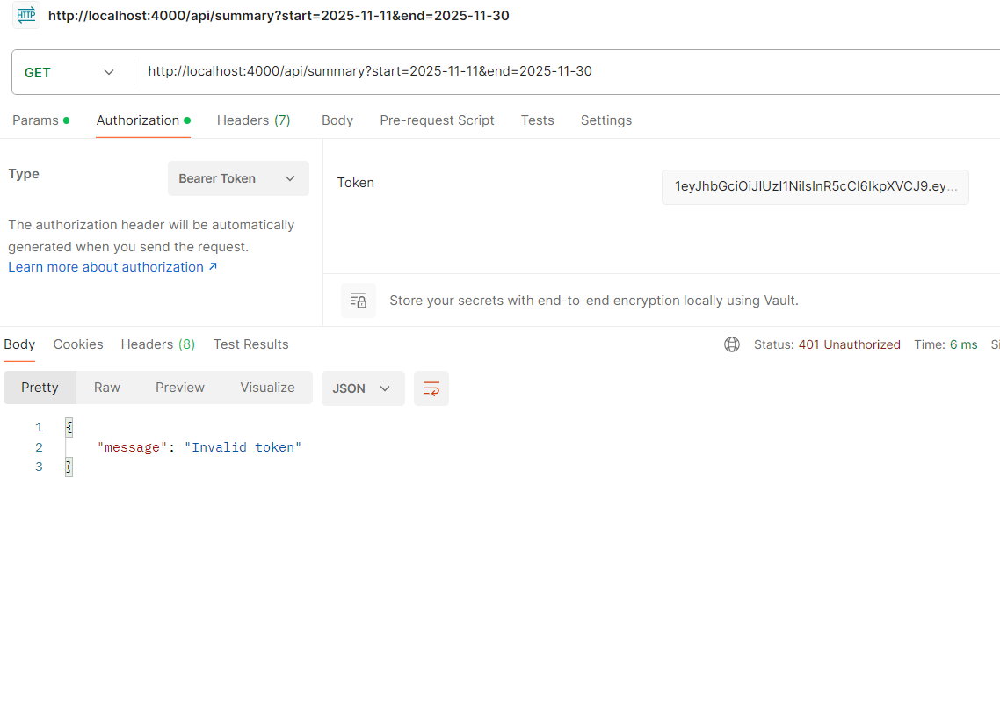 HTTP http://localhost:4000/api/summary?start=2025-11-11&end=2025-11-30
GET http://localhost:4000/api/summary?start=2025-11-11&end=2025-11-30
Params Authorization Headers (7) Body Pre-request Script Tests Settings
Type Bearer Token
The authorization header will be automatically
generated when you send the request.
Learn more about authorization ↗
Token 1eyJhbGciOiJIUzI1NiIsInR5cCI6IkpXVCJ9.ey...
Store your secrets with end-to-end encryption locally using Vault.
Body Cookies Headers (8) Test Results Status: 401 Unauthorized Time: 6 ms Si
Pretty Raw Preview Visualize JSON
1 {
2 "message": "Invalid token"
3 }